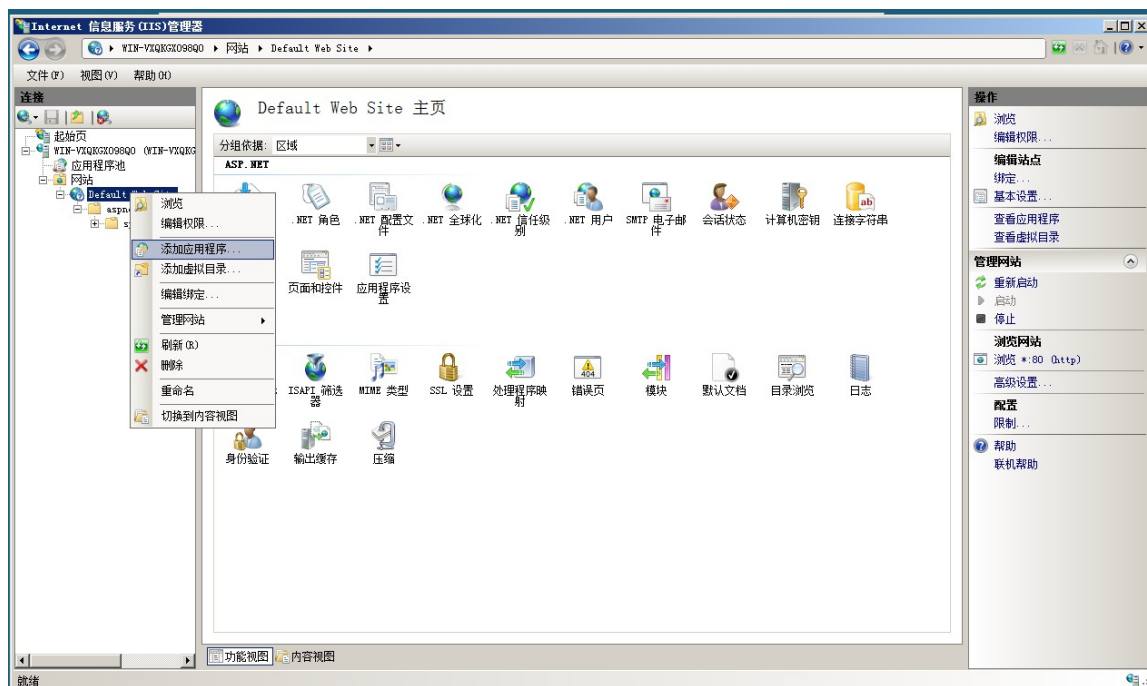 Internet 信息服务(IIS)管理器
WIN-VXQKGXO98QO 网站 Default Web Site
文件(F) 视图(V) 帮助(H)
连接
起始页
WIN-VXQKGXO98QO (WIN-VXQKG
应用程序池
网站
Default Web Site
浏览
编辑权限...
添加应用程序...
添加虚拟目录...
编辑绑定...
管理网站
刷新(R)
删除
重命名
切换到内容视图
Default Web Site 主页
分组依据: 区域
ASP.NET
.NET 角色 .NET 配置文件 .NET 全球化 .NET 信任级别 .NET 用户 SMTP 电子邮件 会话状态 计算机密钥 连接字符串
页面和控件 应用程序设置
ISAPI 筛选器 MIME 类型 SSL 设置 处理程序映射 错误页 模块 默认文档 目录浏览 日志
404
ab
身份验证 输出缓存 压缩
功能视图 内容视图
操作
浏览
编辑权限...
编辑站点
绑定...
基本设置...
查看应用程序
查看虚拟目录
管理网站
重新启动
启动
停止
浏览网站
浏览 *:80 (http)
高级设置...
配置
限制...
帮助
联机帮助
就绪